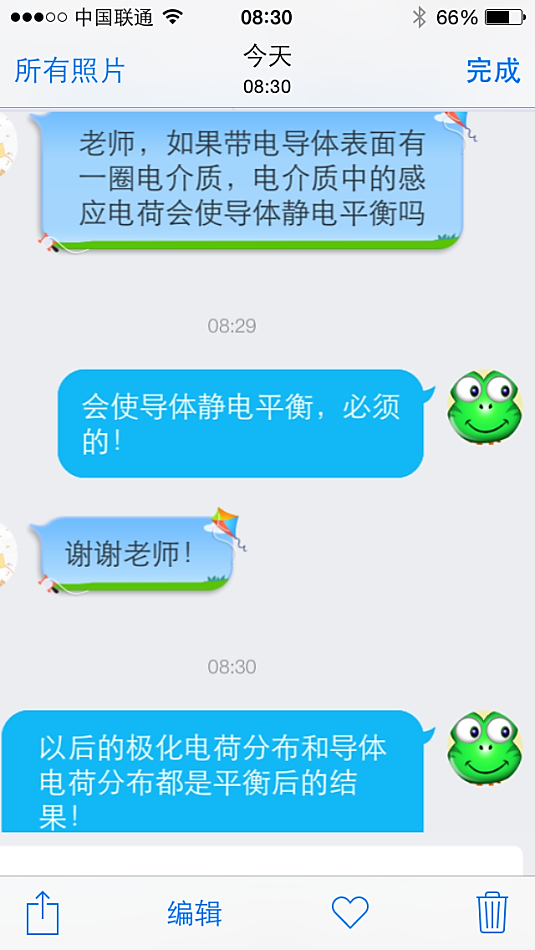 中国联通 08:30 66%
所有照片 今天 完成
08:30
老师，如果带电导体表面有
一圈电介质，电介质中的感
应电荷会使导体静电平衡吗
08:29
会使导体静电平衡，必须
的！
谢谢老师！
08:30
以后的极化电荷分布和导体
电荷分布都是平衡后的结
果！
编辑